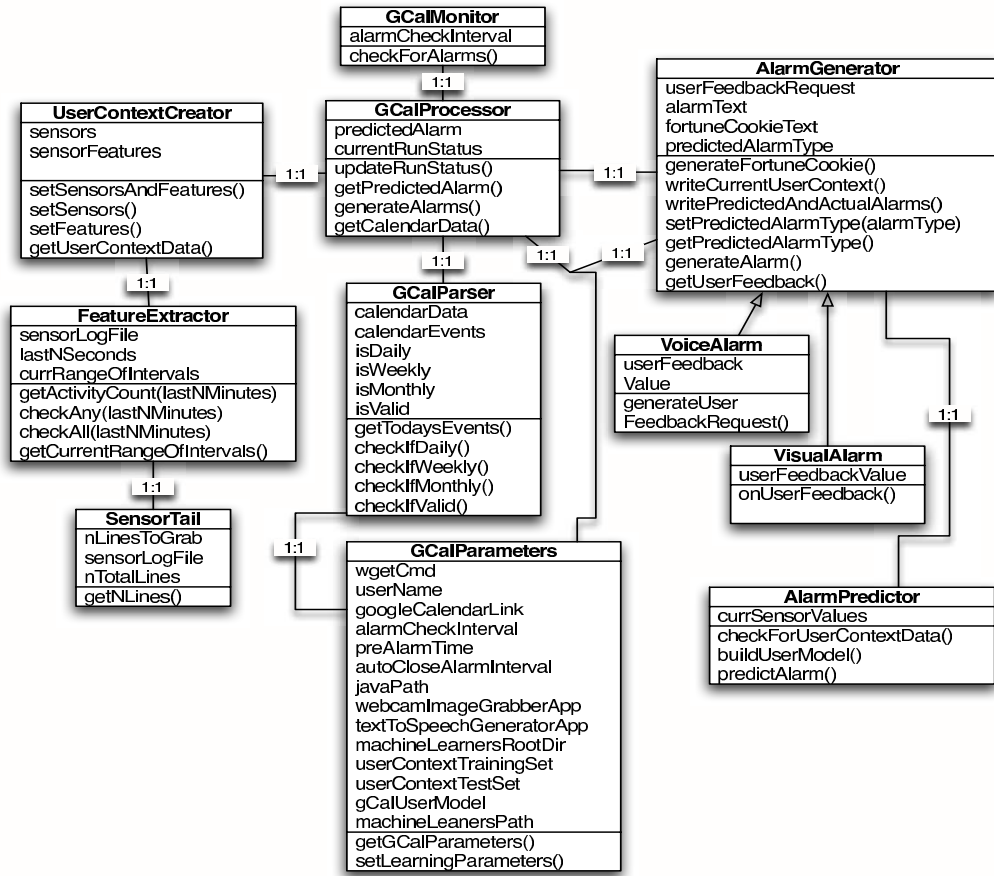 GCalMonitor
alarmCheckInterval
checkForAlarms()
1:1
UserContextCreator
sensors
sensorFeatures
setSensorsAndFeatures()
setSensors()
setFeatures()
getUserContextData()
1:1
GCalProcessor
predictedAlarm
currentRunStatus
updateRunStatus()
getPredictedAlarm()
generateAlarms()
getCalendarData()
1:1
1:1
AlarmGenerator
userFeedbackRequest
alarmText
fortuneCookieText
predictedAlarmType
generateFortuneCookie()
writeCurrentUserContext()
writePredictedAndActualAlarms()
setPredictedAlarmType(alarmType)
getPredictedAlarmType()
generateAlarm()
getUserFeedback()
1:1
1:1
FeatureExtractor
sensorLogFile
lastNSeconds
currRangeOfIntervals
getActivityCount(lastNMinutes)
checkAny(lastNMinutes)
checkAll(lastNMinutes)
getCurrentRangeOfIntervals()
1:1
SensorTail
nLinesToGrab
sensorLogFile
nTotalLines
getNLines()
GCalParser
calendarData
calendarEvents
isDaily
isWeekly
isMonthly
isValid
getTodaysEvents()
checkIfDaily()
checkIfWeekly()
checkIfMonthly()
checkIfValid()
1:1
VoiceAlarm
userFeedback
Value
generateUser
FeedbackRequest()
1:1
VisualAlarm
userFeedbackValue
onUserFeedback()
GCalParameters
wgetCmd
userName
googleCalendarLink
alarmCheckInterval
preAlarmTime
autoCloseAlarmInterval
javaPath
webcamImageGrabberApp
textToSpeechGeneratorApp
machineLearnersRootDir
userContextTrainingSet
userContextTestSet
gCalUserModel
machineLeanersPath
getGCalParameters()
setLearningParameters()
AlarmPredictor
currSensorValues
checkForUserContextData()
buildUserModel()
predictAlarm()